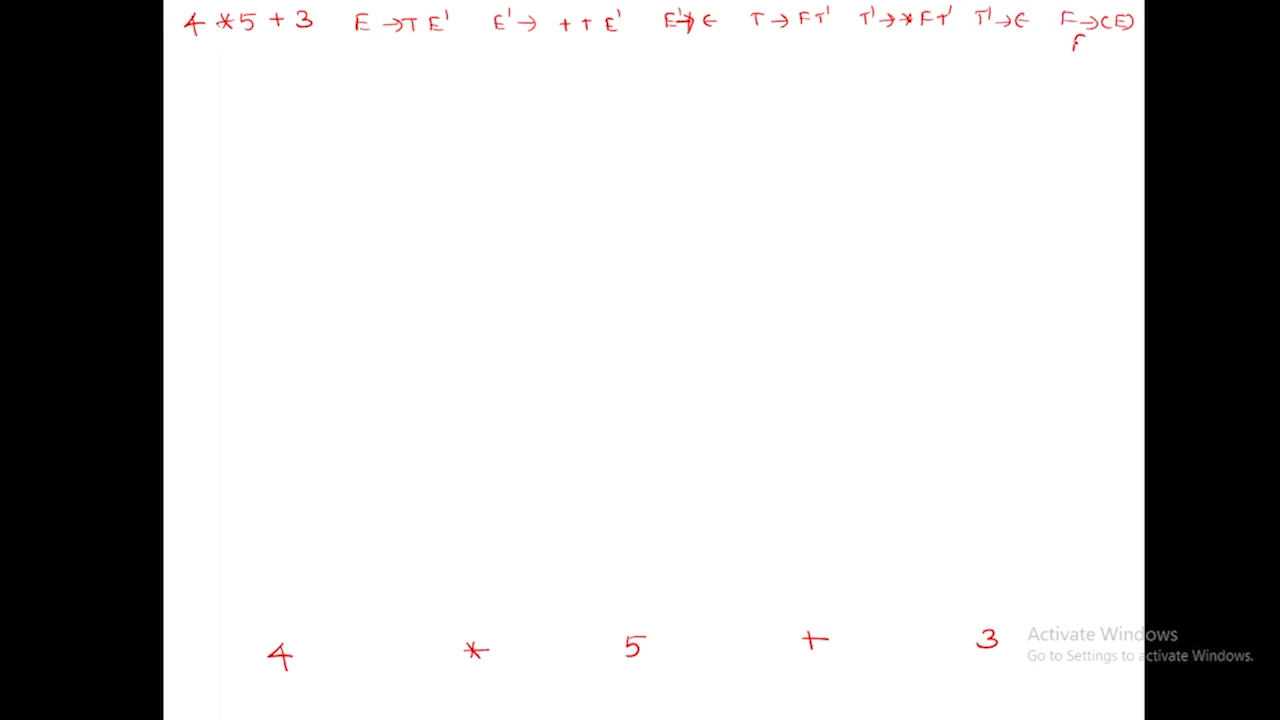 4 * 5 + 3 E → T E' E' → + T E' E' → ϵ T → F T' T' → * F T' T' → ϵ F → (E)
F
4 * 5 + 3
Activate Windows
Go to Settings to activate Windows.